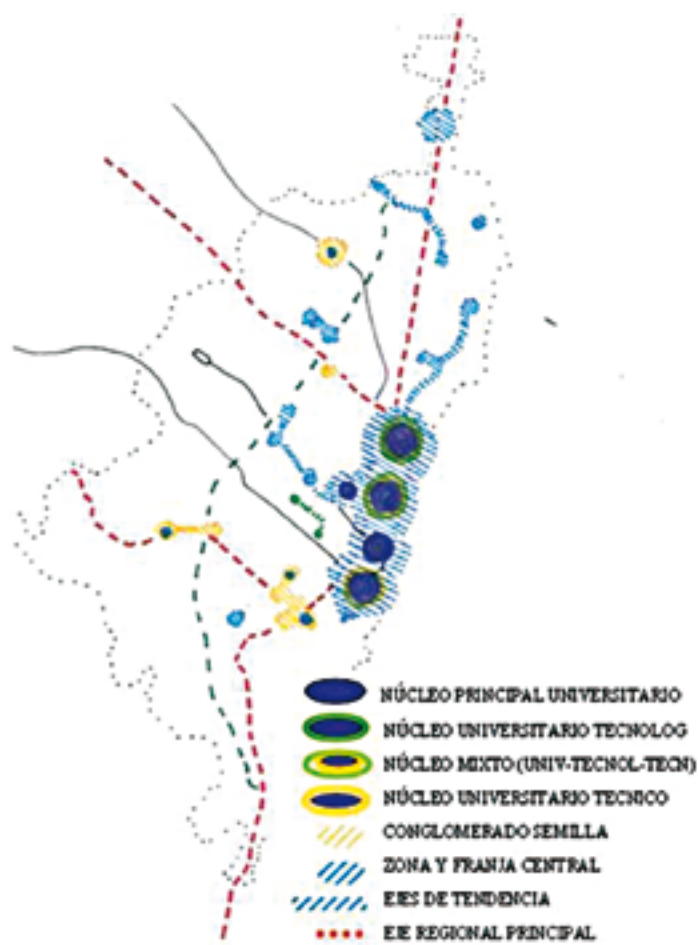 NÚCLEO PRINCIPAL UNIVERSITARIO
NÚCLEO UNIVERSITARIO TECNOLOG
NÚCLEO MIXTO (UNIV-TECNOL-TECN)
NÚCLEO UNIVERSITARIO TECNICO
CONGLOMERADO SEMILLA
ZONA Y FRANJA CENTRAL
EJES DE TENDENCIA
EJE REGIONAL PRINCIPAL